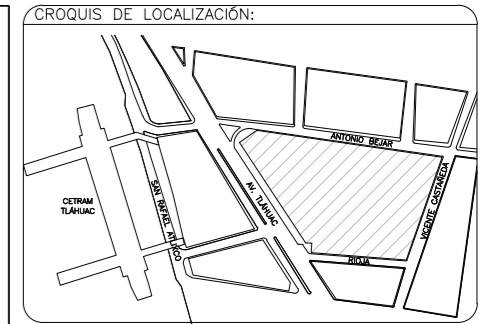 CROQUIS DE LOCALIZACIÓN:
ANTONIO BEJAR
VICENTE CASTAÑEDA
AV. TLÁHUAC
CETRAM
TLÁHUAC
SAN RAFAEL ATLIXCO
RIOJA